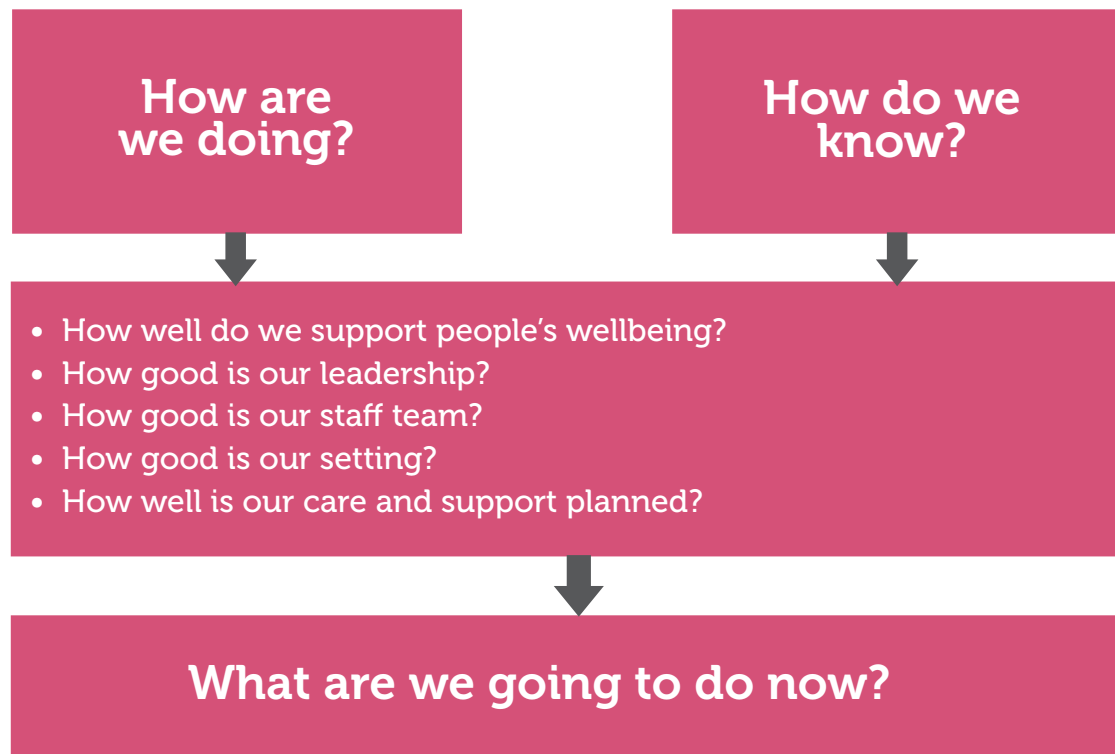 How are
we doing?
How do we
know?
• How well do we support people’s wellbeing?
• How good is our leadership?
• How good is our staff team?
• How good is our setting?
• How well is our care and support planned?
What are we going to do now?